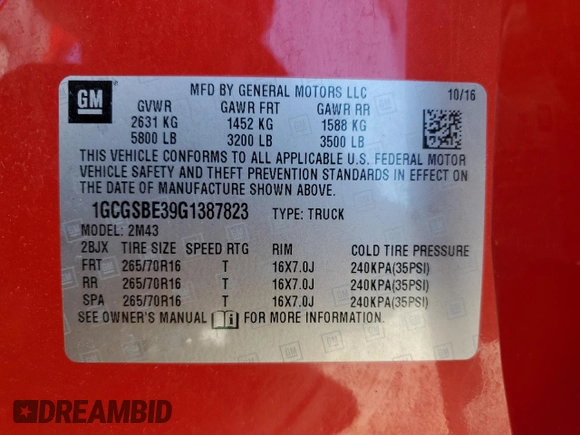 GM
MFD BY GENERAL MOTORS LLC
10/16
GVWR GAWR FRT GAWR RR
2631 KG 1452 KG 1588 KG
5800 LB 3200 LB 3500 LB
THIS VEHICLE CONFORMS TO ALL APPLICABLE U.S. FEDERAL MOTOR
VEHICLE SAFETY AND THEFT PREVENTION STANDARDS IN EFFECT ON
THE DATE OF MANUFACTURE SHOWN ABOVE.
1GCGSBE39G1387823 TYPE: TRUCK
MODEL: 2M43
2BJX TIRE SIZE SPEED RTG RIM COLD TIRE PRESSURE
FRT 265/70R16 T 16X7.0J 240KPA(35PSI)
RR 265/70R16 T 16X7.0J 240KPA(35PSI)
SPA 265/70R16 T 16X7.0J 240KPA(35PSI)
SEE OWNER'S MANUAL i FOR MORE INFORMATION.
DREAMBID